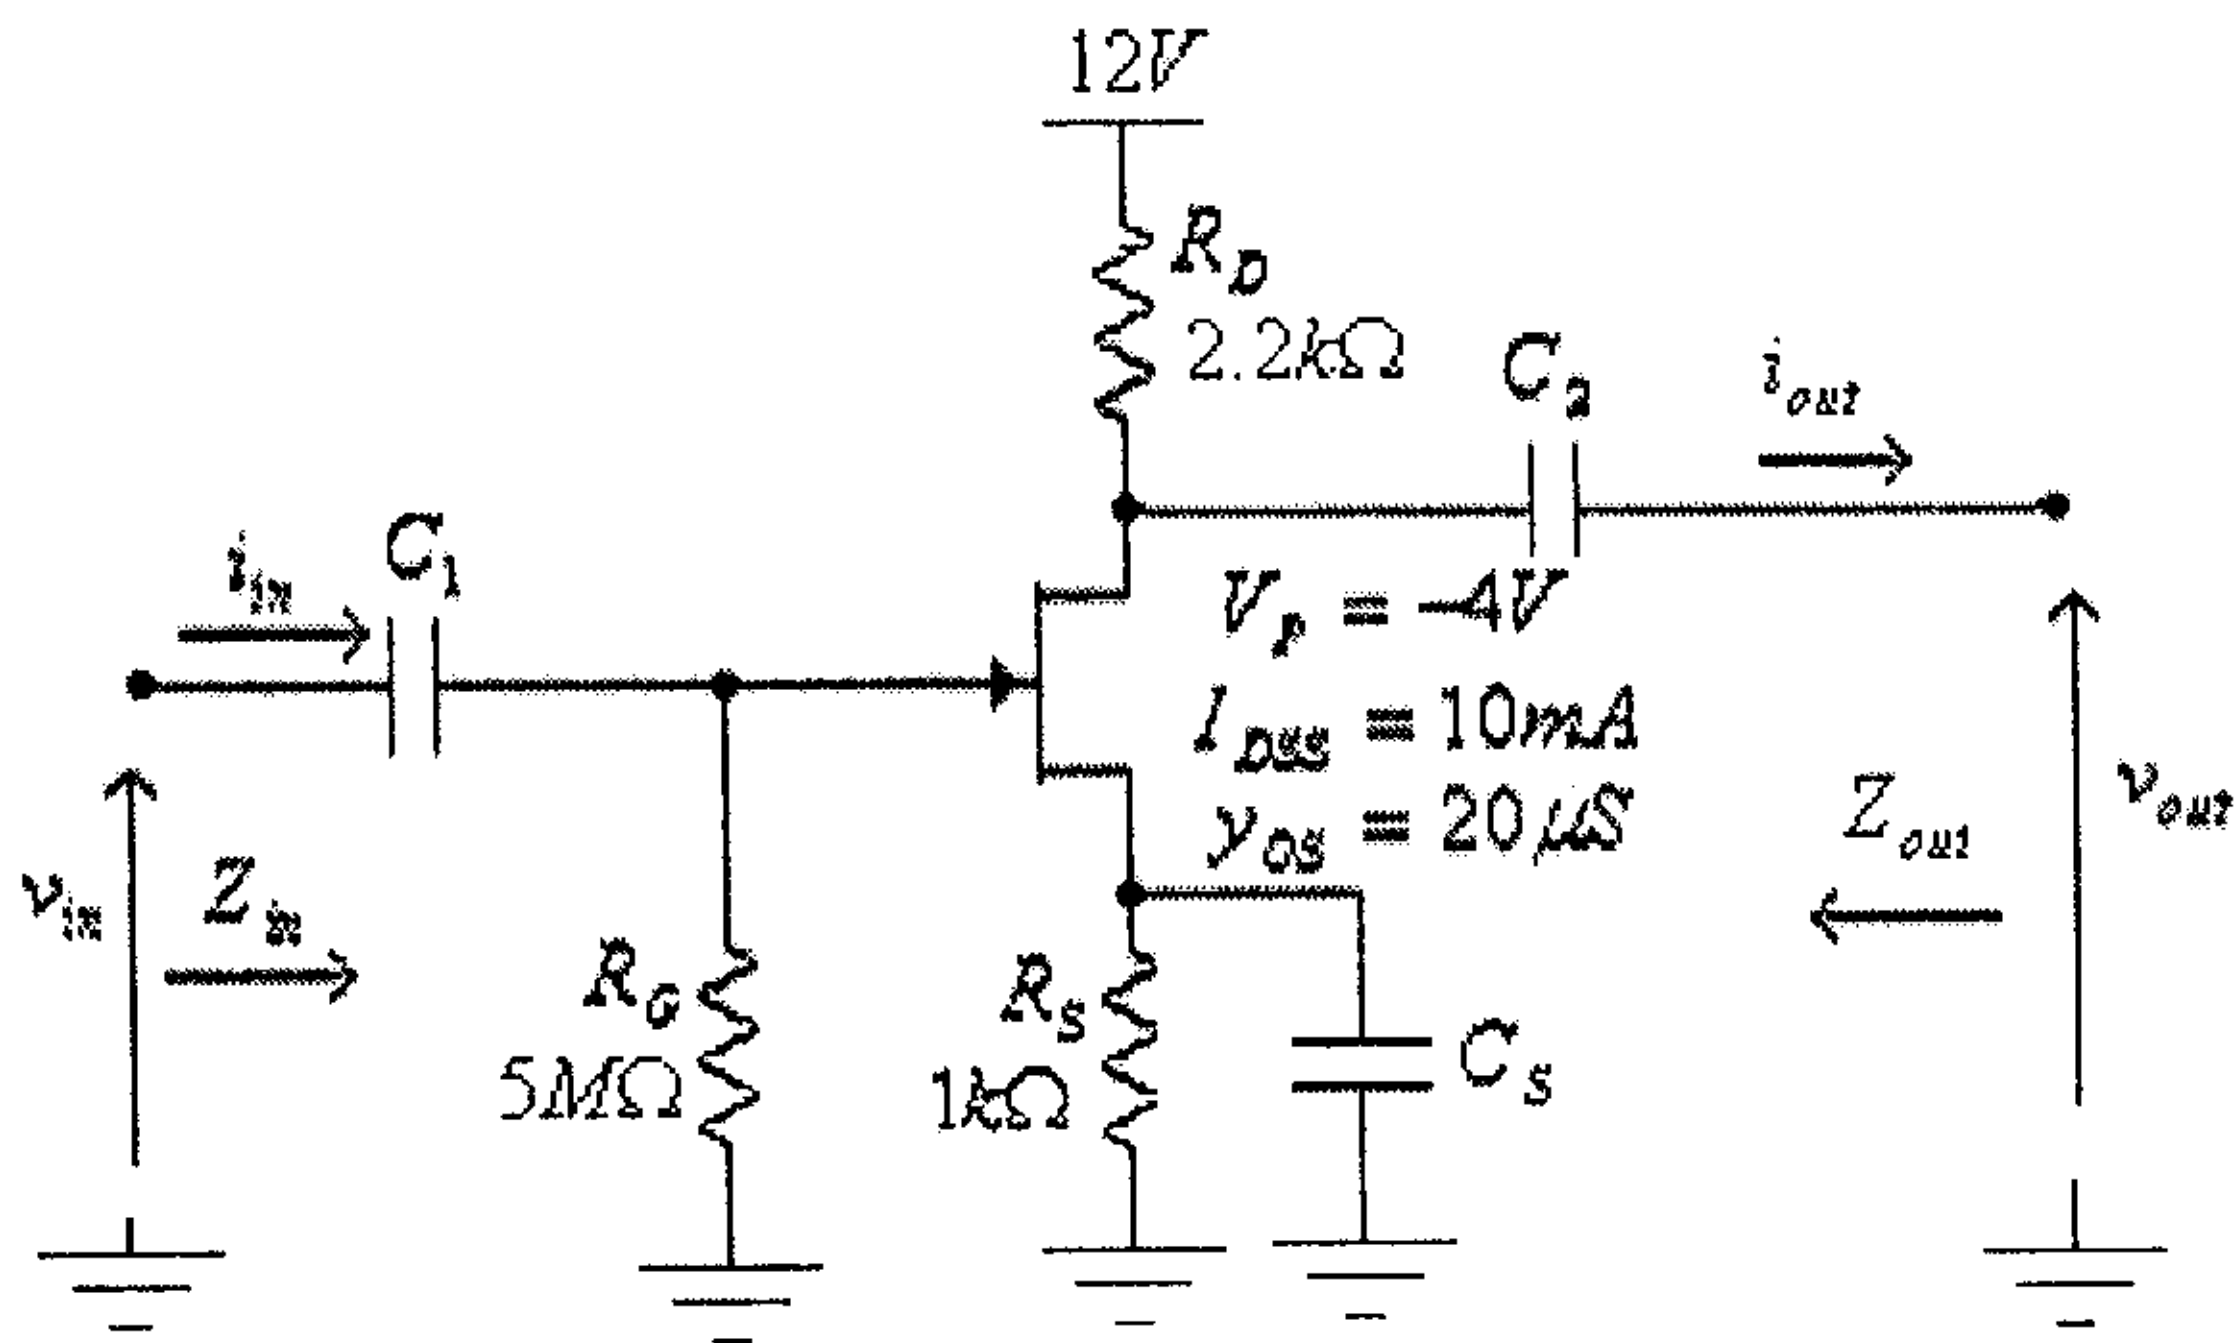 12V
R_D
2.2kΩ
C_2
i_out
i_in
C_1
V_P = -4V
I_DSS = 10mA
y_OS = 20μS
v_in
Z_in
Z_out
v_out
R_G
5MΩ
R_S
1kΩ
C_S